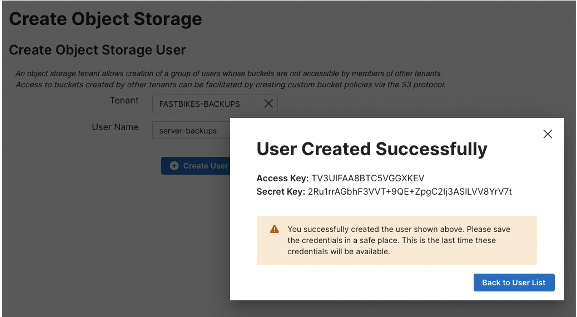 Create Object Storage
Create Object Storage User
An object storage tenant allows creation of a group of users whose buckets are not accessible by members of other tenants.
Access to buckets created by other tenants can be facilitated by creating custom bucket policies via the S3 protocol.
Tenant
FASTBIKES-BACKUPS
User Name
server-backups
Create User
User Created Successfully
Access Key: TV3UIFAA8BTC5VGGXKEV
Secret Key: 2Ru1rrAGbhF3VVT+9QE+ZpgC2Ij3ASILVV8YrV7t
You successfully created the user shown above. Please save
the credentials in a safe place. This is the last time these
credentials will be available.
Back to User List